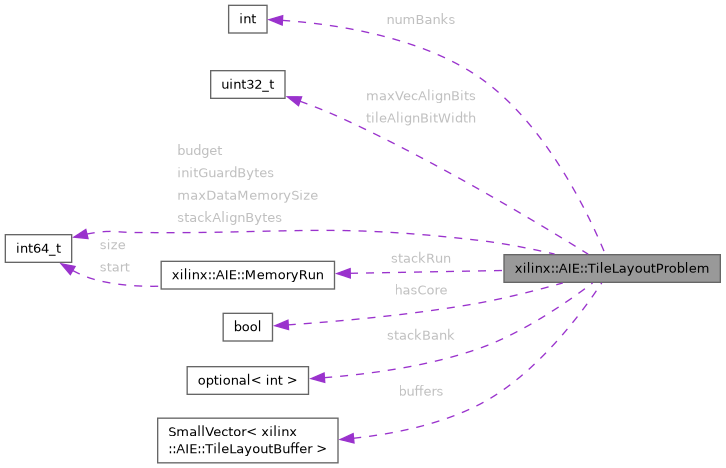 int
numBanks
uint32_t
maxVecAlignBits
tileAlignBitWidth
budget
initGuardBytes
maxDataMemorySize
stackAlignBytes
int64_t
size
start
xilinx::AIE::MemoryRun
stackRun
xilinx::AIE::TileLayoutProblem
hasCore
bool
stackBank
optional< int >
buffers
SmallVector< xilinx
::AIE::TileLayoutBuffer >